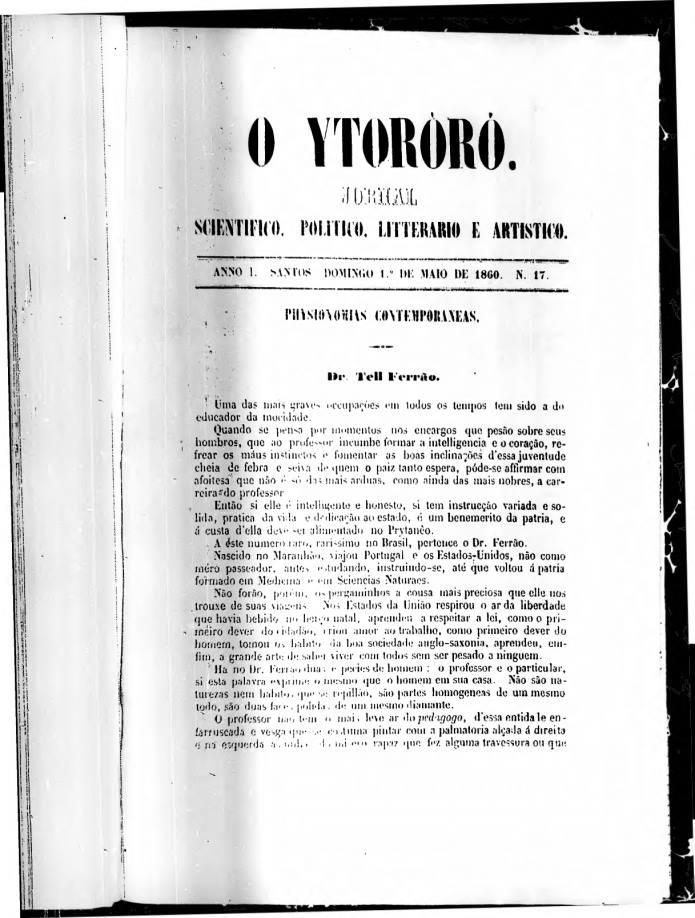 O YTORÓRÓ.
JORNAL
SCIENTIFICO, POLITICO, LITTERARIO E ARTISTICO.
ANNO I. SANTOS DOMINGO 1.º DE MAIO DE 1860. N. 17.
PHYSIONOMIAS CONTEMPORANEAS.
Dr. Tell Ferrão.
Uma das mais graves occupações em todos os tempos tem sido a do
educador da mocidade.
Quando se pensa por momentos nos encargos que pesão sobre seus
hombros, que ao professor incumbe formar a intelligencia e o coração, re-
frear os máus instinctos e fomentar as boas inclinações d'essa juventude
cheia de febra e seiva de quem o paiz tanto espera, póde-se affirmar com
afoitesa que não é só das mais arduas, como ainda das mais nobres, a car-
reira do professor
Então si elle é intelligente e honesto, si tem instrucção variada e so-
lida, pratica da vida e dedicação ao estado, é um benemerito da patria, e
á custa d'ella deve ser alimentado no Prytanêo.
A éste numero raro, rarissimo no Brasil, pertence o Dr. Ferrão.
Nascido no Maranhão, viajou Portugal e os Estados-Unidos, não como
méro passeador, antes estudando, instruindo-se, até que voltou á patria
formado em Medicina e em Sciencias Naturaes.
Não forão, porém, os pergaminhos a cousa mais preciosa que elle nos
trouxe de suas viagens. Nos Estados da União respirou o ar da liberdade
que havia bebido no berço natal, aprendeu a respeitar a lei, como o pri-
méiro dever do cidadão, criou amor ao trabalho, como primeiro dever do
homem, tomou os habito da boa sociedade anglo-saxonia, aprendeu, em-
fim, a grande arte de saber viver com todos sem ser pesado a ninguem.
Ha no Dr. Ferrão duas especies de homem: o professor e o particular,
si esta palavra exprime o mesmo que o homem em sua casa. Não são na-
turezas nem habitos que se repillão, são partes homogeneas de um mesmo
todo, são duas faces polidas de um mesmo diamante.
O professor não tem o mais leve ar do pedagogo, d'essa entidade en-
farruscada e vesga que se costuma pintar com a palmatoria alçada á direita
e na esquerda a do rapaz que fez alguma travessura ou que